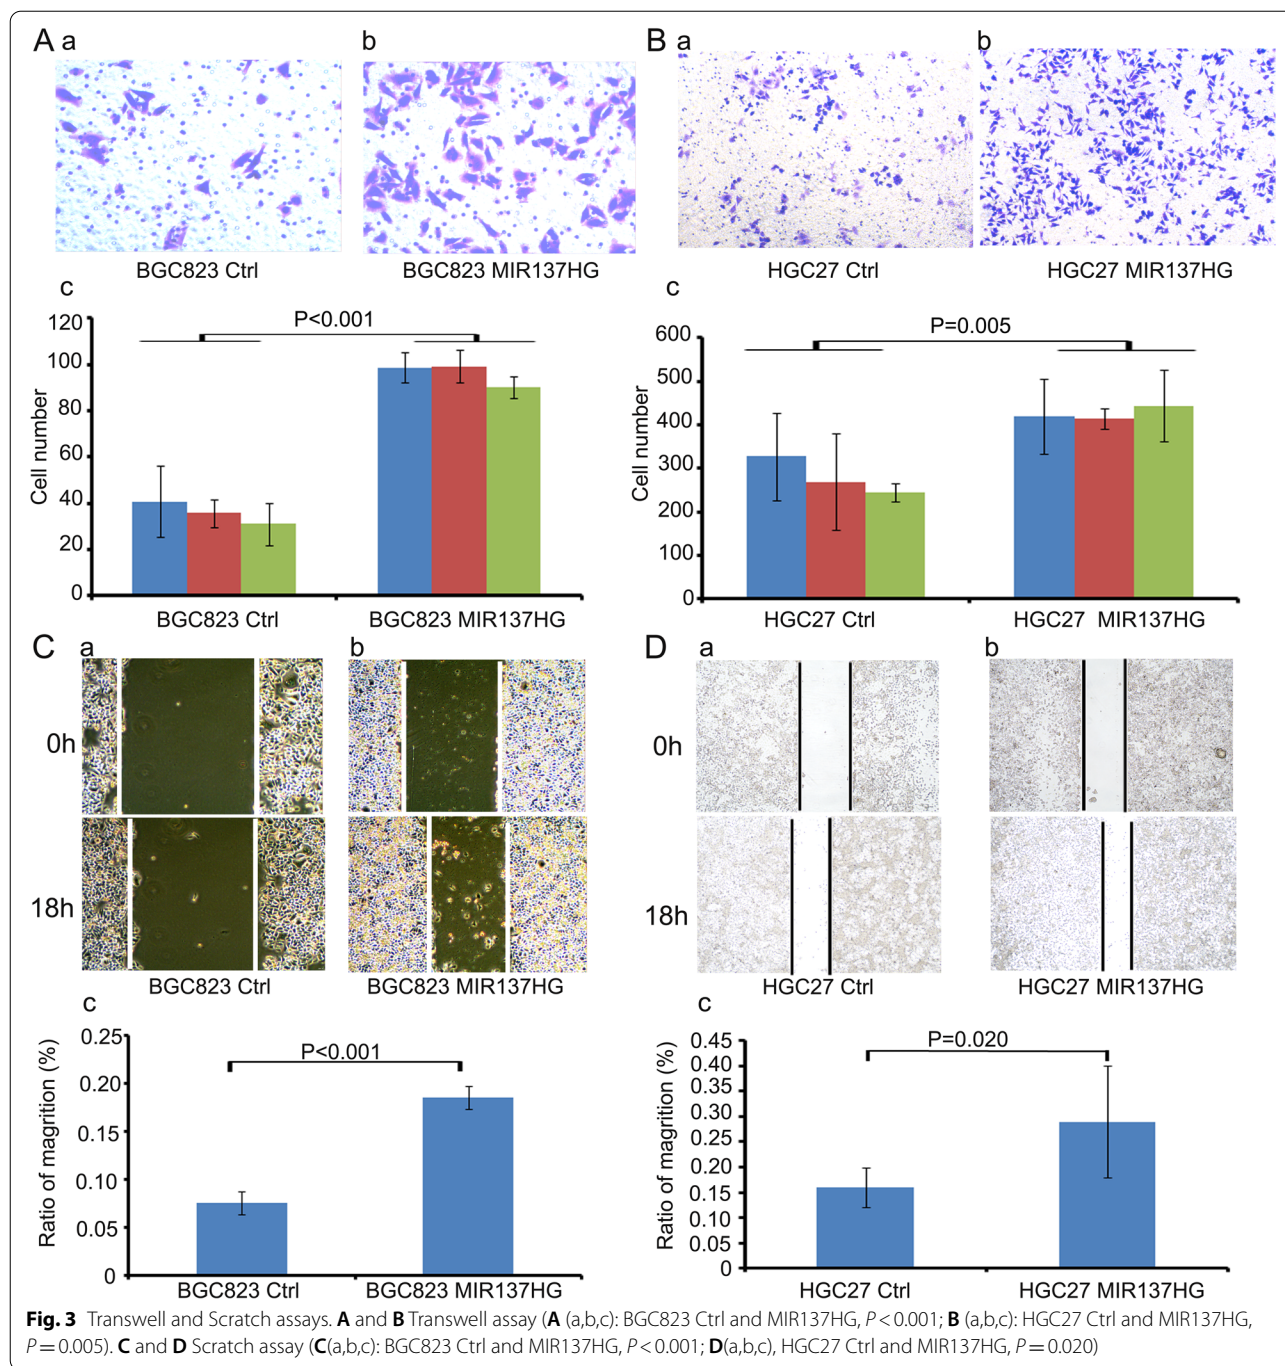 A a b
B a b
BGC823 Ctrl BGC823 MIR137HG
HGC27 Ctrl HGC27 MIR137HG
c
P<0.001
120
100
80
60
40
20
0
Cell number
BGC823 Ctrl BGC823 MIR137HG
c
P=0.005
600
500
400
300
200
100
0
Cell number
HGC27 Ctrl HGC27 MIR137HG
C a b
0h
18h
BGC823 Ctrl BGC823 MIR137HG
D a b
0h
18h
HGC27 Ctrl HGC27 MIR137HG
c
P<0.001
0.25
0.20
0.15
0.10
0.05
0
Ratio of magrition (%)
BGC823 Ctrl BGC823 MIR137HG
c
P=0.020
0.45
0.40
0.35
0.30
0.25
0.20
0.15
0.10
0.05
0
Ratio of magrition (%)
HGC27 Ctrl HGC27 MIR137HG
Fig. 3 Transwell and Scratch assays. A and B Transwell assay (A (a,b,c): BGC823 Ctrl and MIR137HG, P < 0.001; B (a,b,c): HGC27 Ctrl and MIR137HG,
P = 0.005). C and D Scratch assay (C(a,b,c): BGC823 Ctrl and MIR137HG, P < 0.001; D(a,b,c), HGC27 Ctrl and MIR137HG, P = 0.020)